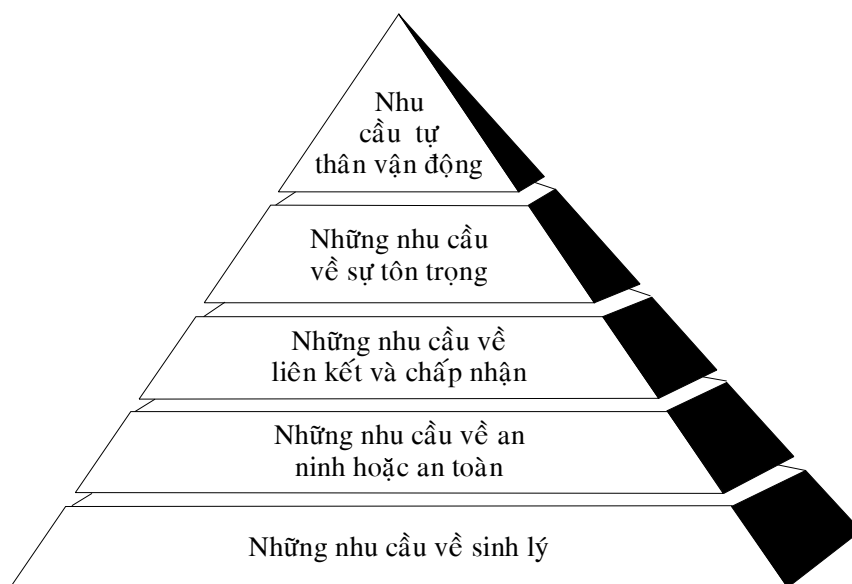 Nhu
cầu tự
thân vận động
Những nhu cầu
về sự tôn trọng
Những nhu cầu về
liên kết và chấp nhận
Những nhu cầu về an
ninh hoặc an toàn
Những nhu cầu về sinh lý